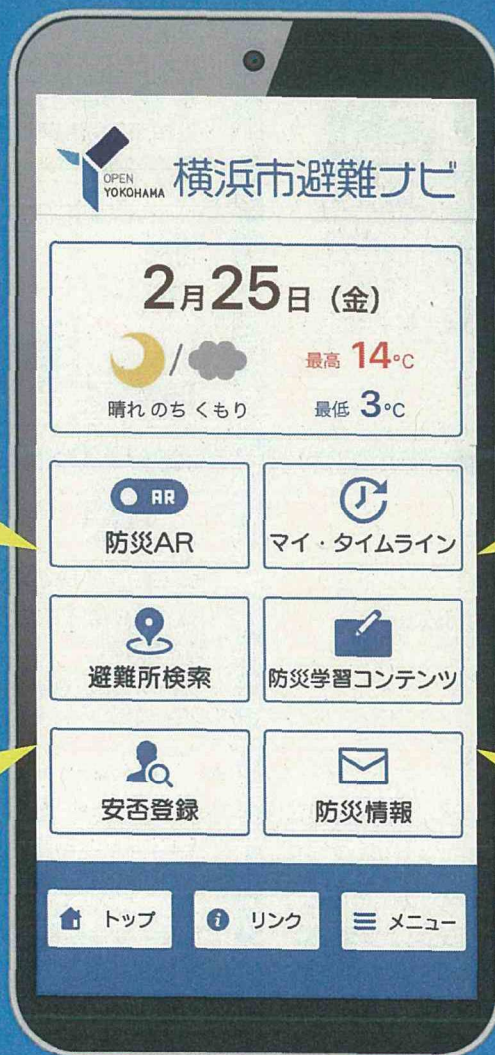 OPEN
YOKOHAMA
横浜市避難ナビ
2月25日（金）
晴れ のち くもり
最高 14℃
最低 3℃
AR
防災AR
マイ・タイムライン
避難所検索
防災学習コンテンツ
安否登録
防災情報
トップ
リンク
メニュー